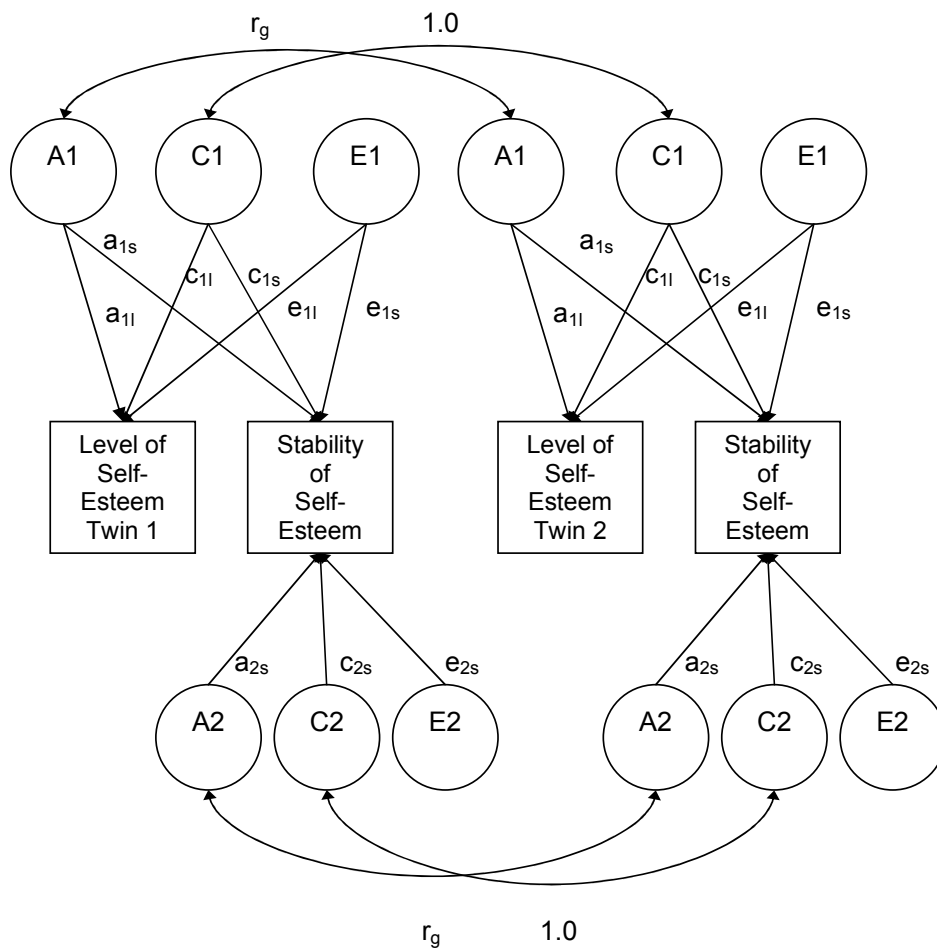 r_g 1.0
A1 C1 E1 A1 C1 E1
a_1s a_1s
c_1l c_1s c_1l c_1s
a_1l e_1l e_1s a_1l e_1l e_1s
Level of
Self-
Esteem
Twin 1
Stability
of
Self-
Esteem
Level of
Self-
Esteem
Twin 2
Stability
of
Self-
Esteem
a_2s c_2s e_2s a_2s c_2s e_2s
A2 C2 E2 A2 C2 E2
r_g 1.0